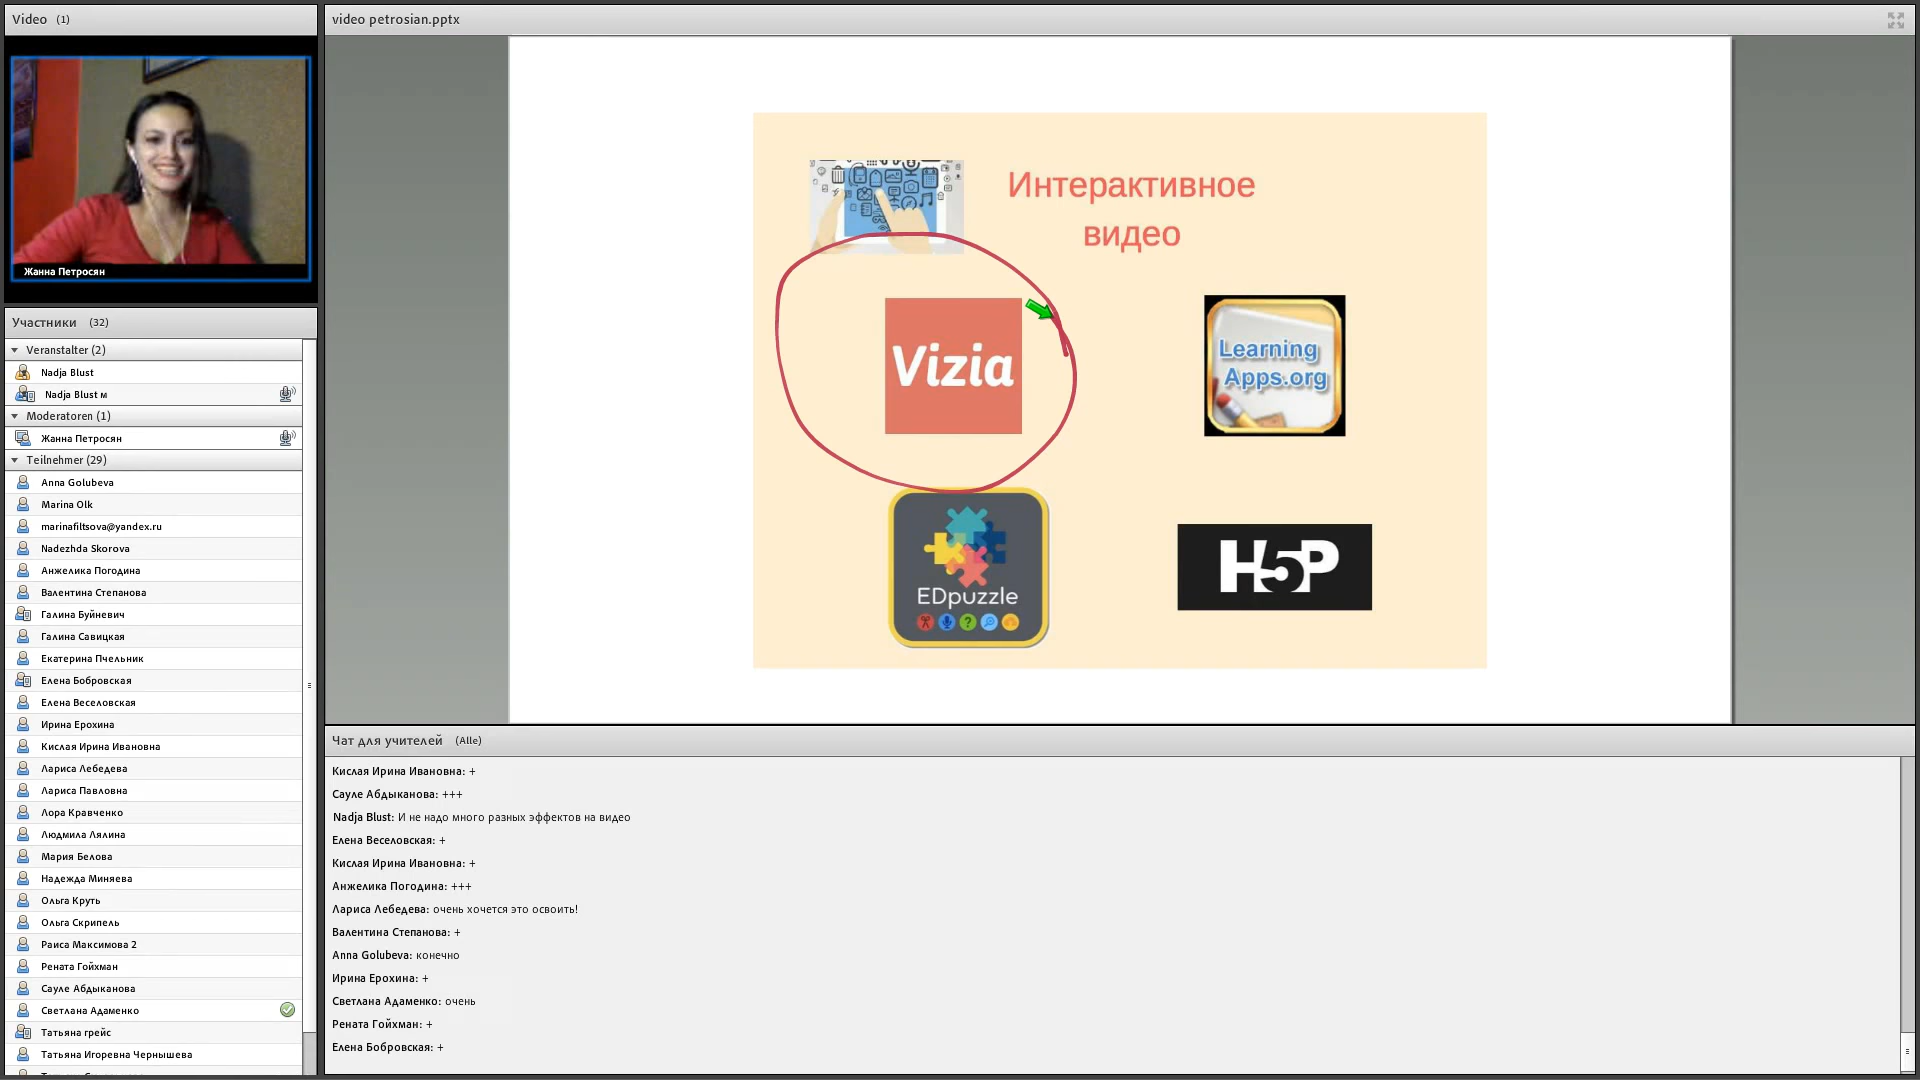 Video (1)
Жанна Петросян
Участники (32)
Veranstalter (2)
Nadja Blust
Nadja Blust м
Moderatoren (1)
Жанна Петросян
Teilnehmer (29)
Anna Golubeva
Marina Olk
marinafiltsova@yandex.ru
Nadezhda Skorova
Анжелика Погодина
Валентина Степанова
Галина Буйневич
Галина Савицкая
Екатерина Пчельник
Елена Бобровская
Елена Веселовская
Ирина Ерохина
Кислая Ирина Ивановна
Лариса Лебедева
Лариса Павловна
Лора Кравченко
Людмила Лялина
Мария Белова
Надежда Миняева
Ольга Круть
Ольга Скрипель
Раиса Максимова 2
Рената Гойхман
Сауле Абдыканова
Светлана Адаменко
Татьяна грейс
Татьяна Игоревна Чернышева
video petrosian.pptx
Интерактивное
видео
Vizia
Learning
Apps.org
EDpuzzle
?
H5P
Чат для учителей (Alle)
Кислая Ирина Ивановна: +
Сауле Абдыканова: +++
Nadja Blust: И не надо много разных эффектов на видео
Елена Веселовская: +
Кислая Ирина Ивановна: +
Анжелика Погодина: +++
Лариса Лебедева: очень хочется это освоить!
Валентина Степанова: +
Anna Golubeva: конечно
Ирина Ерохина: +
Светлана Адаменко: очень
Рената Гойхман: +
Елена Бобровская: +